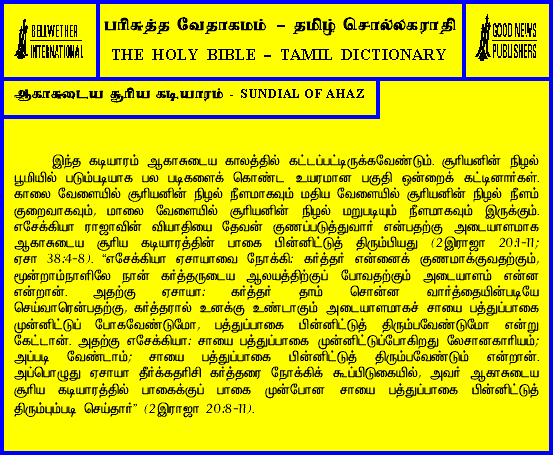 BELLWETHER
INTERNATIONAL
பரிசுத்த வேதாகமம் – தமிழ் சொல்லகராதி
THE HOLY BIBLE – TAMIL DICTIONARY
GOOD NEWS
PUBLISHERS
ஆகாசுடைய சூரிய கடியாரம் - SUNDIAL OF AHAZ
இந்த கடியாரம் ஆகாசுடைய காலத்தில் கட்டப்பட்டிருக்கவேண்டும். சூரியனின் நிழல்
பூமியில் படும்படியாக பல படிகளைக் கொண்ட உயரமான பகுதி ஒன்றைக் கட்டினார்கள்.
காலை வேளையில் சூரியனின் நிழல் நீளமாகவும் மதிய வேளையில் சூரியனின் நிழல் நீளம்
குறைவாகவும், மாலை வேளையில் சூரியனின் நிழல் மறுபடியும் நீளமாகவும் இருக்கும்.
எசேக்கியா ராஜாவின் வியாதியை தேவன் குணப்படுத்துவார் என்பதற்கு அடையாளமாக
ஆகாசுடைய சூரிய கடியாரத்தின் பாகை பின்னிட்டுத் திரும்பியது (2இராஜா 20:1-11;
ஏசா 38:4-8). “எசேக்கியா ஏசாயாவை நோக்கி: கர்த்தர் என்னைக் குணமாக்குவதற்கும்,
மூன்றாம்நாளிலே நான் கர்த்தருடைய ஆலயத்திற்குப் போவதற்கும் அடையாளம் என்ன
என்றான். அதற்கு ஏசாயா: கர்த்தர் தாம் சொன்ன வார்த்தையின்படியே
செய்வாரென்பதற்கு, கர்த்தரால் உனக்கு உண்டாகும் அடையாளமாகச் சாயை பத்துப்பாகை
முன்னிட்டுப் போகவேண்டுமோ, பத்துப்பாகை பின்னிட்டுத் திரும்பவேண்டுமோ என்று
கேட்டான். அதற்கு எசேக்கியா: சாயை பத்துப்பாகை முன்னிட்டுப்போகிறது லேசானகாரியம்;
அப்படி வேண்டாம்; சாயை பத்துப்பாகை பின்னிட்டுத் திரும்பவேண்டும் என்றான்.
அப்பொழுது ஏசாயா தீர்க்கதரிசி கர்த்தரை நோக்கிக் கூப்பிடுகையில், அவர் ஆகாசுடைய
சூரிய கடியாரத்தில் பாகைக்குப் பாகை முன்போன சாயை பத்துப்பாகை பின்னிட்டுத்
திரும்பும்படி செய்தார்” (2இராஜா 20:8-11).